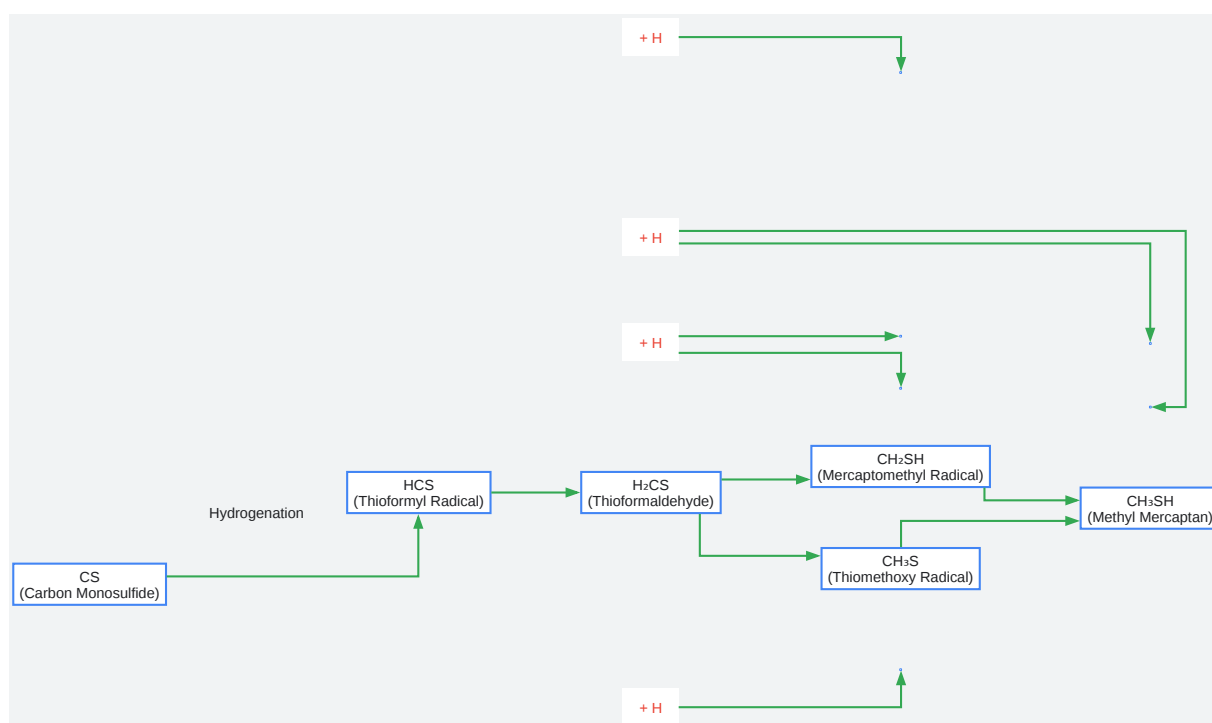 + H
+ H
+ H
CH₂SH
(Mercaptomethyl Radical)
HCS
(Thioformyl Radical)
H₂CS
(Thioformaldehyde)
CH₃SH
(Methyl Mercaptan)
Hydrogenation
CH₃S
(Thiomethoxy Radical)
CS
(Carbon Monosulfide)
+ H